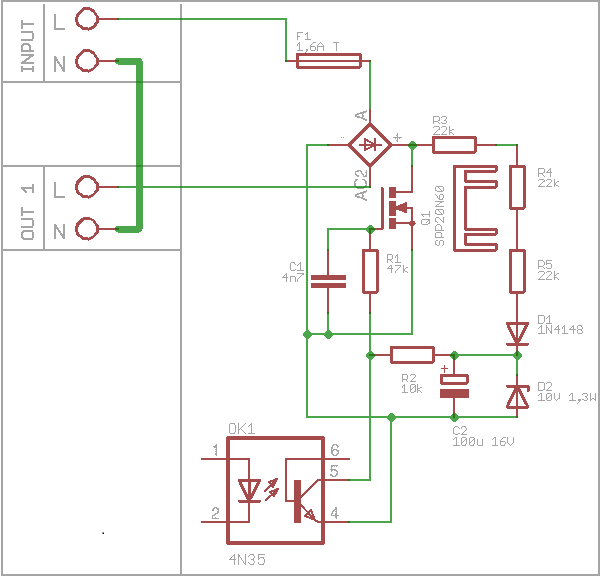 INPUT
L
N
F1
1,6A T
A
+
-
AC2
R3
22k
R4
22k
OUT 1
L
N
Q1
SPP20N60
C1
4n7
R1
47k
R5
22k
D1
1N4148
R2
10k
+
D2
10V 1,3W
C2
100u 16V
OK1
1
2
6
5
4
4N35